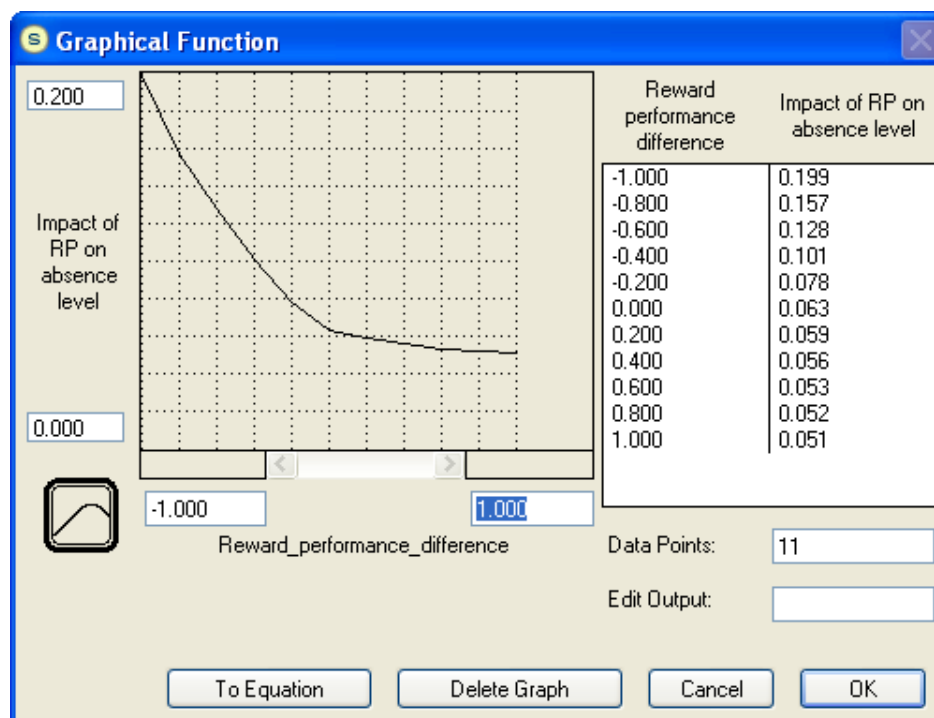 S Graphical Function
0.200
Impact of
RP on
absence
level
0.000
-1.000
1.000
Reward_performance_difference
Reward
performance
difference
Impact of RP on
absence level
-1.000 0.199
-0.800 0.157
-0.600 0.128
-0.400 0.101
-0.200 0.078
0.000 0.063
0.200 0.059
0.400 0.056
0.600 0.053
0.800 0.052
1.000 0.051
Data Points: 11
Edit Output:
To Equation
Delete Graph
Cancel
OK